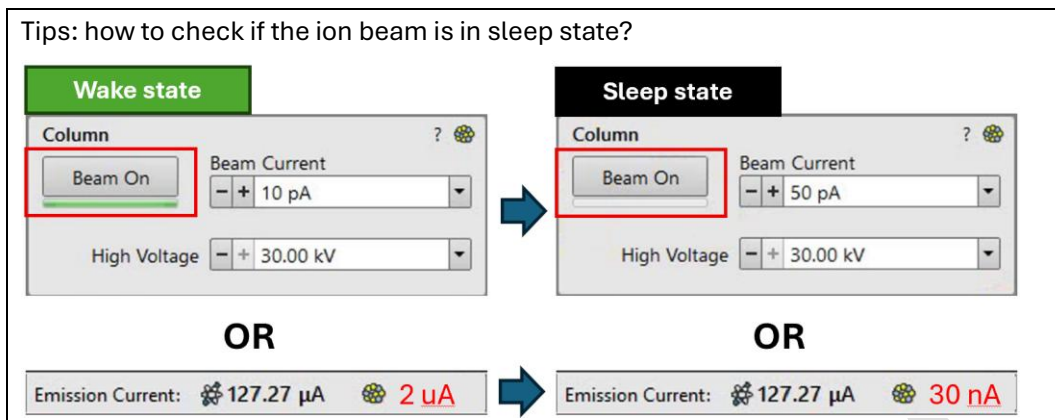 Tips: how to check if the ion beam is in sleep state?
Wake state
Column ?
Beam On
Beam Current
- + 10 pA
High Voltage - + 30.00 kV
OR
Emission Current: 127.27 μA 2 uA
Sleep state
Column ?
Beam On
Beam Current
- + 50 pA
High Voltage - + 30.00 kV
OR
Emission Current: 127.27 μA 30 nA